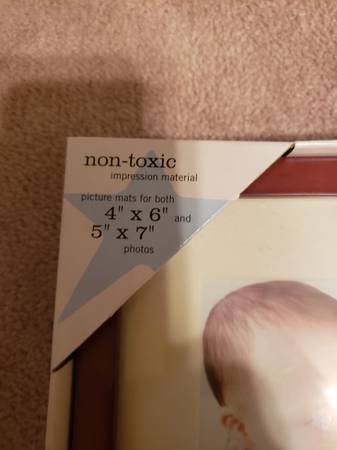 non-toxic
impression material
picture mats for both
4" x 6" and
5" x 7"
photos